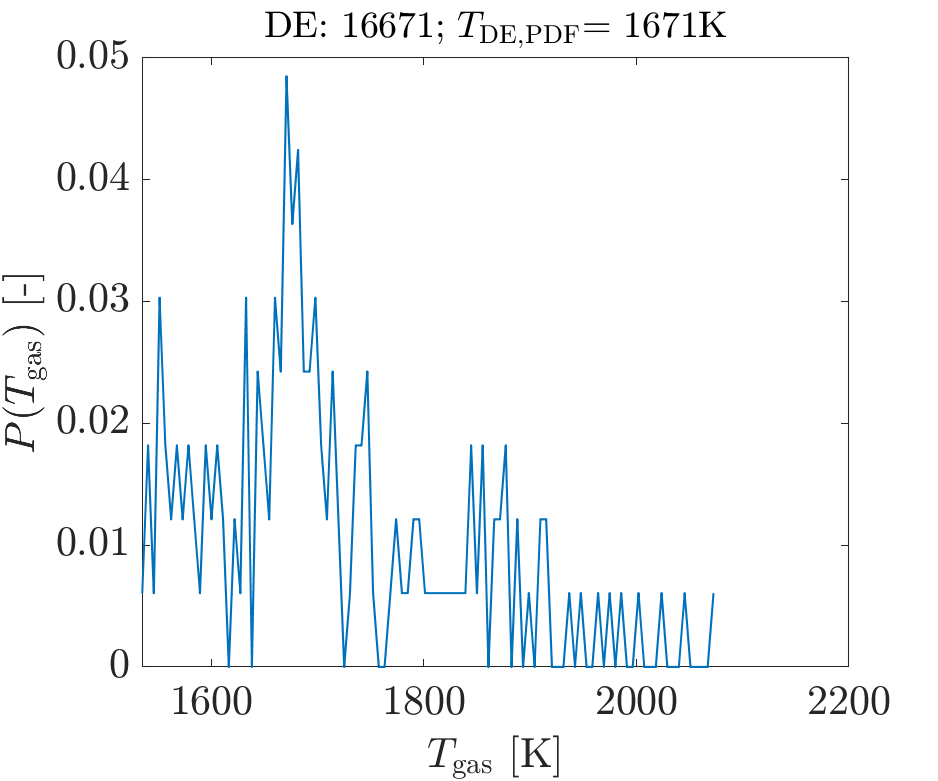 DE: 16671; T_DE,PDF= 1671K
0.05
0.04
0.03
0.02
0.01
0
P(T_gas) [-]
1600 1800 2000 2200
T_gas [K]